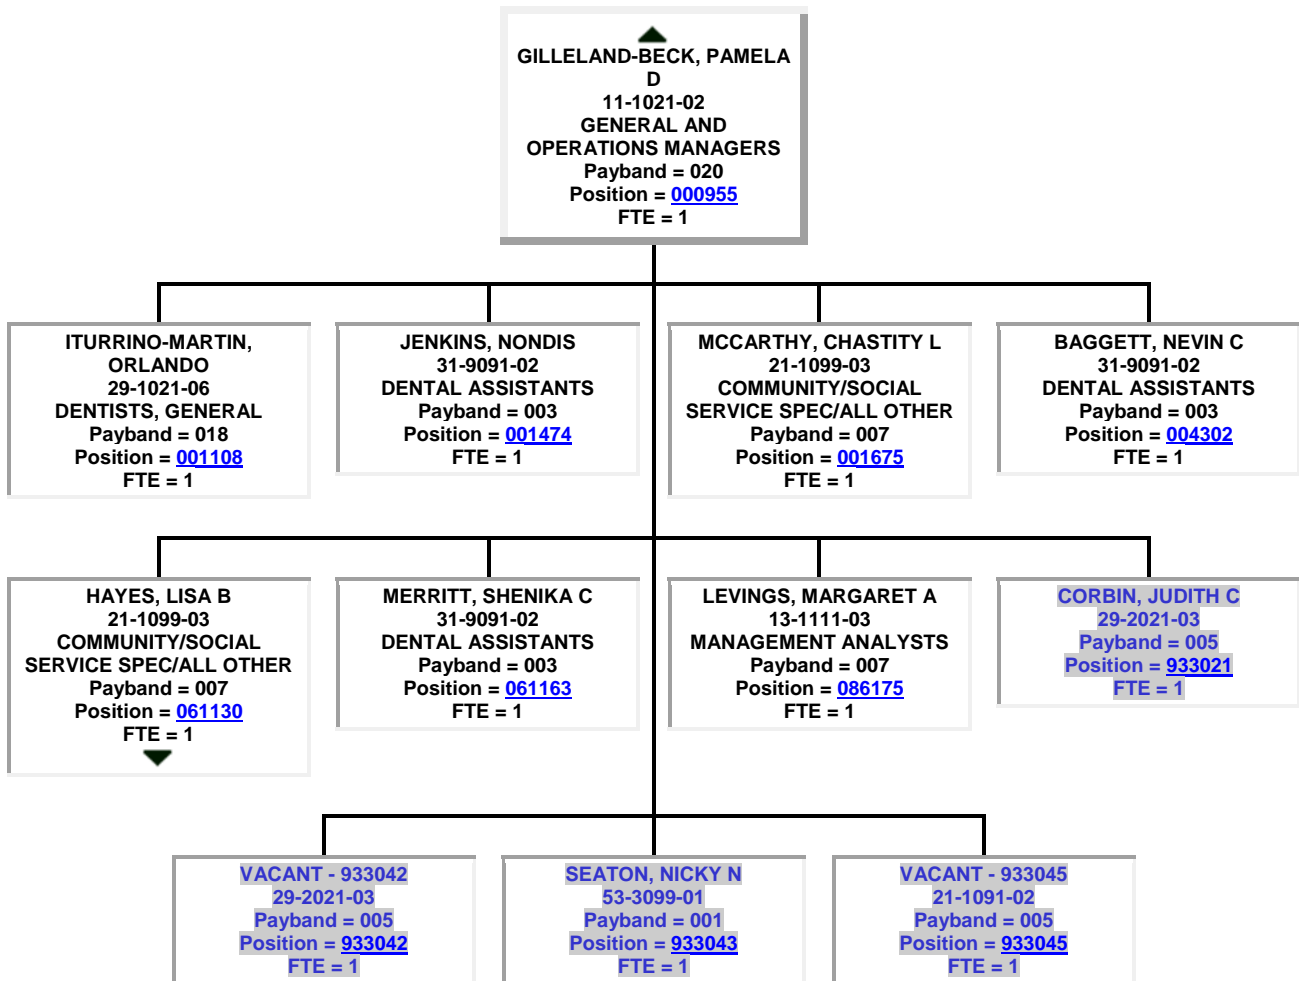 GILLELAND-BECK, PAMELA
D
11-1021-02
GENERAL AND
OPERATIONS MANAGERS
Payband = 020
Position = 000955
FTE = 1
ITURRINO-MARTIN,
ORLANDO
29-1021-06
DENTISTS, GENERAL
Payband = 018
Position = 001108
FTE = 1
JENKINS, NONDIS
31-9091-02
DENTAL ASSISTANTS
Payband = 003
Position = 001474
FTE = 1
MCCARTHY, CHASTITY L
21-1099-03
COMMUNITY/SOCIAL
SERVICE SPEC/ALL OTHER
Payband = 007
Position = 001675
FTE = 1
BAGGETT, NEVIN C
31-9091-02
DENTAL ASSISTANTS
Payband = 003
Position = 004302
FTE = 1
HAYES, LISA B
21-1099-03
COMMUNITY/SOCIAL
SERVICE SPEC/ALL OTHER
Payband = 007
Position = 061130
FTE = 1
MERRITT, SHENIKA C
31-9091-02
DENTAL ASSISTANTS
Payband = 003
Position = 061163
FTE = 1
LEVINGS, MARGARET A
13-1111-03
MANAGEMENT ANALYSTS
Payband = 007
Position = 086175
FTE = 1
CORBIN, JUDITH C
29-2021-03
Payband = 005
Position = 933021
FTE = 1
VACANT - 933042
29-2021-03
Payband = 005
Position = 933042
FTE = 1
SEATON, NICKY N
53-3099-01
Payband = 001
Position = 933043
FTE = 1
VACANT - 933045
21-1091-02
Payband = 005
Position = 933045
FTE = 1